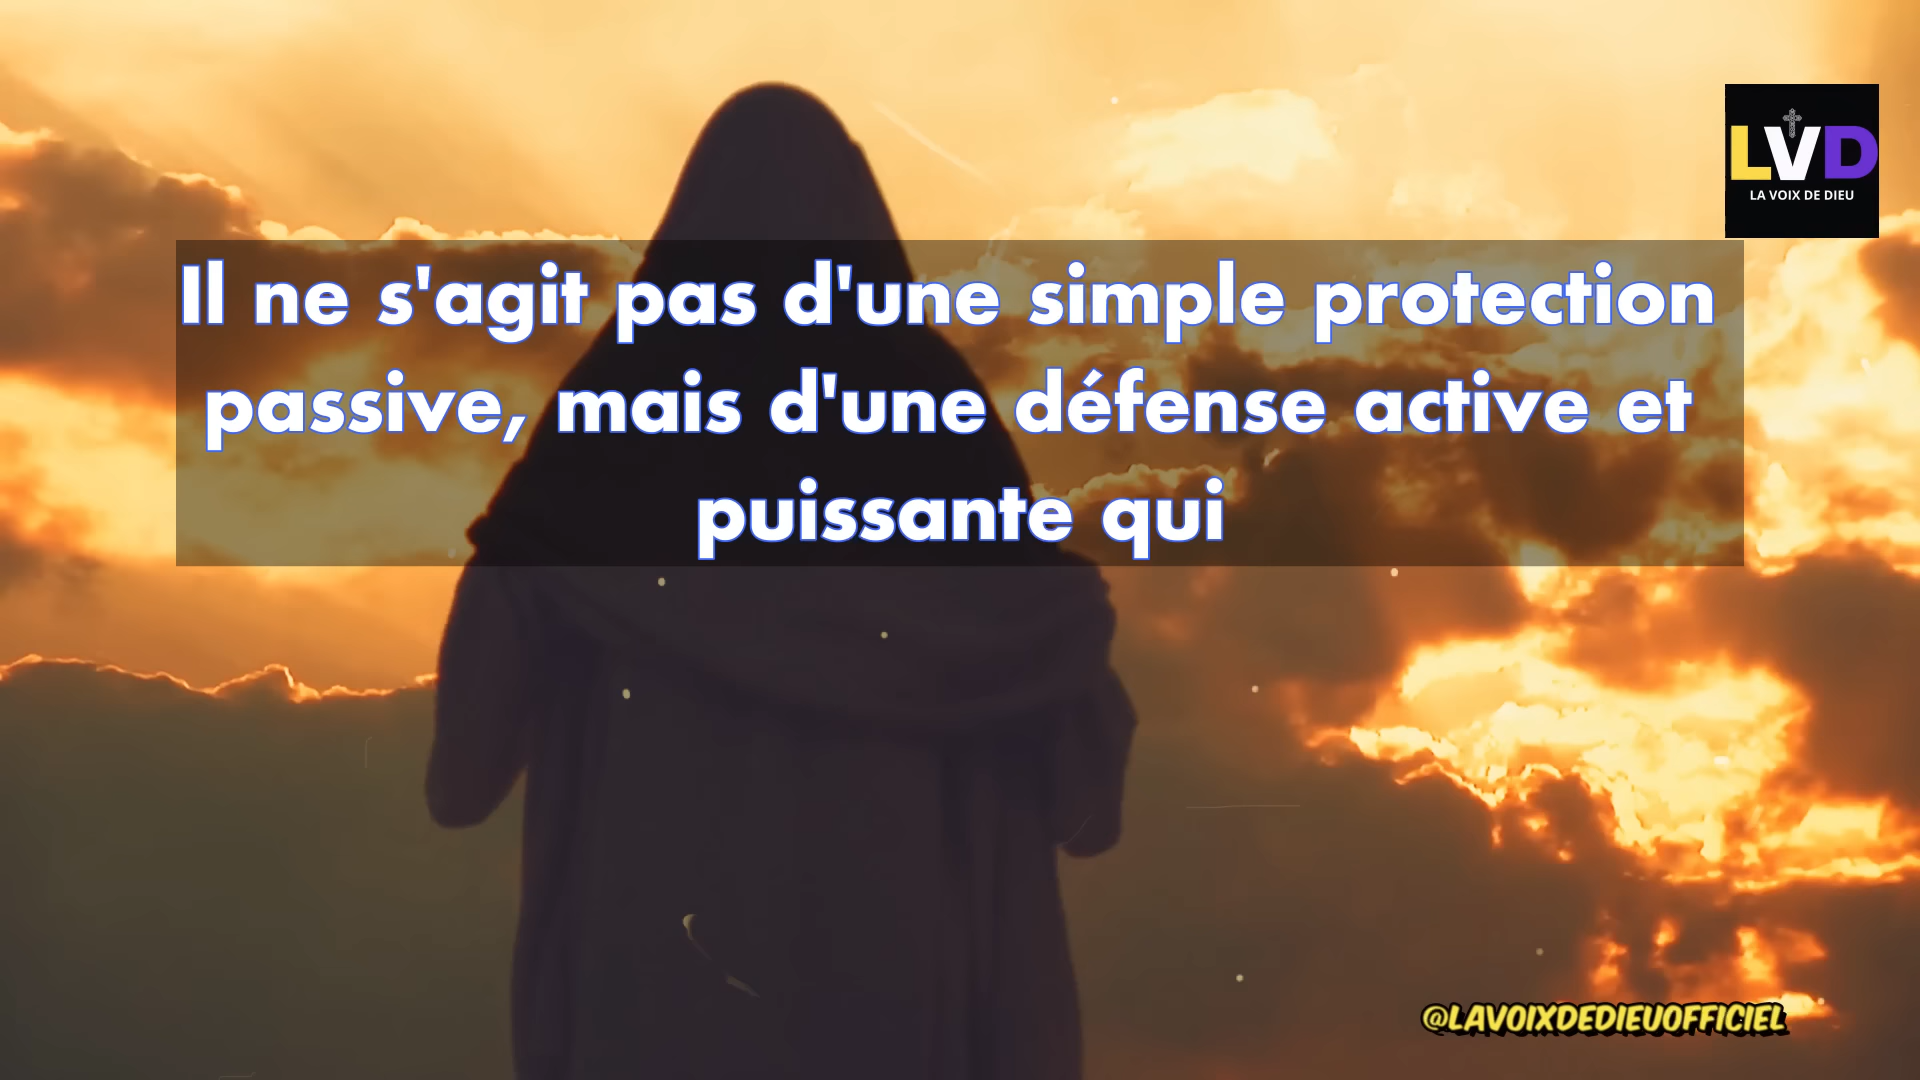 LVD
LA VOIX DE DIEU
Il ne s'agit pas d'une simple protection
passive, mais d'une défense active et
puissante qui
@LAVOIXDEDIEUOFFICIEL